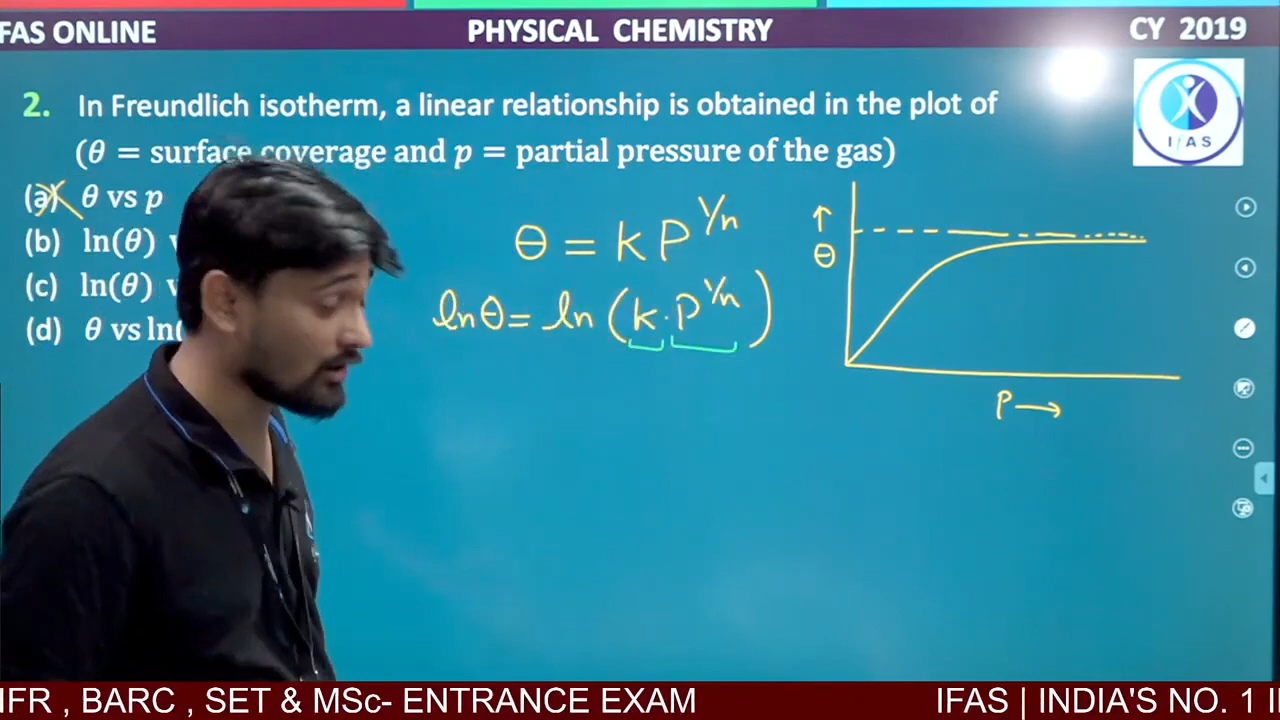 FAS ONLINE
PHYSICAL CHEMISTRY
CY 2019
2. In Freundlich isotherm, a linear relationship is obtained in the plot of
(θ = surface coverage and p = partial pressure of the gas)
IFAS
(a) θ vs p
(b) ln(θ)
(c) ln(θ)
(d) θ vs ln(
θ = K P^1/n
lnθ = ln (K·P^1/n)
↑
θ
P →
IFR , BARC , SET & MSc- ENTRANCE EXAM
IFAS | INDIA'S NO. 1 I